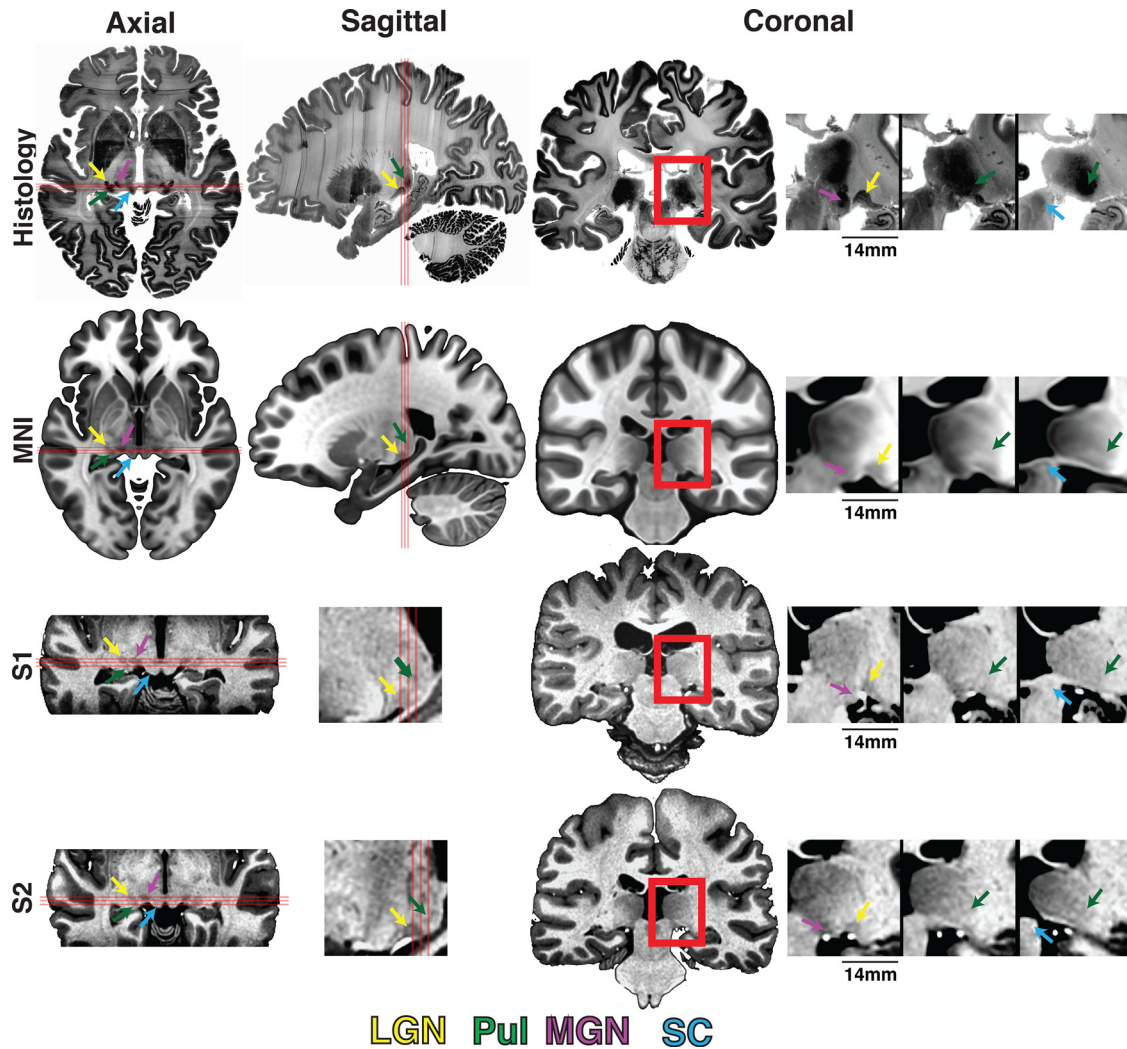 Axial Sagittal Coronal
Histology
14mm
MNI
14mm
S1
14mm
S2
14mm
LGN Pul MGN SC